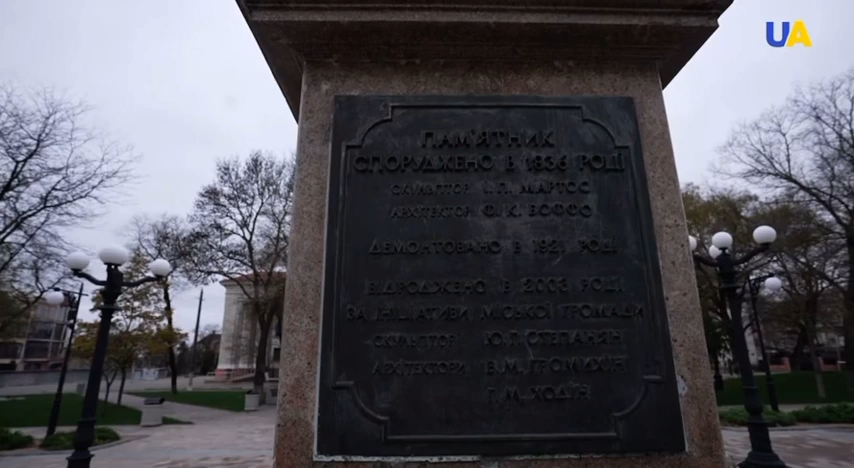 UA
ПАМ'ЯТНИК
СПОРУДЖЕНО В 1836 РОЦІ
СКУЛЬПТОР І.П. МАРТОС
АРХІТЕКТОР Ф.К. БОФФО
ДЕМОНТОВАНО В 1921 РОЦІ
ВІДРОДЖЕНО В 2003 РОЦІ
ЗА ІНІЦІАТИВИ МІСЬКОЇ ГРОМАДИ
СКУЛЬПТОР Ю.Г. СТЕПАНЯН
АРХІТЕКТОРИ В.М. ГРОМИХІН
Г.М. ХОДІН